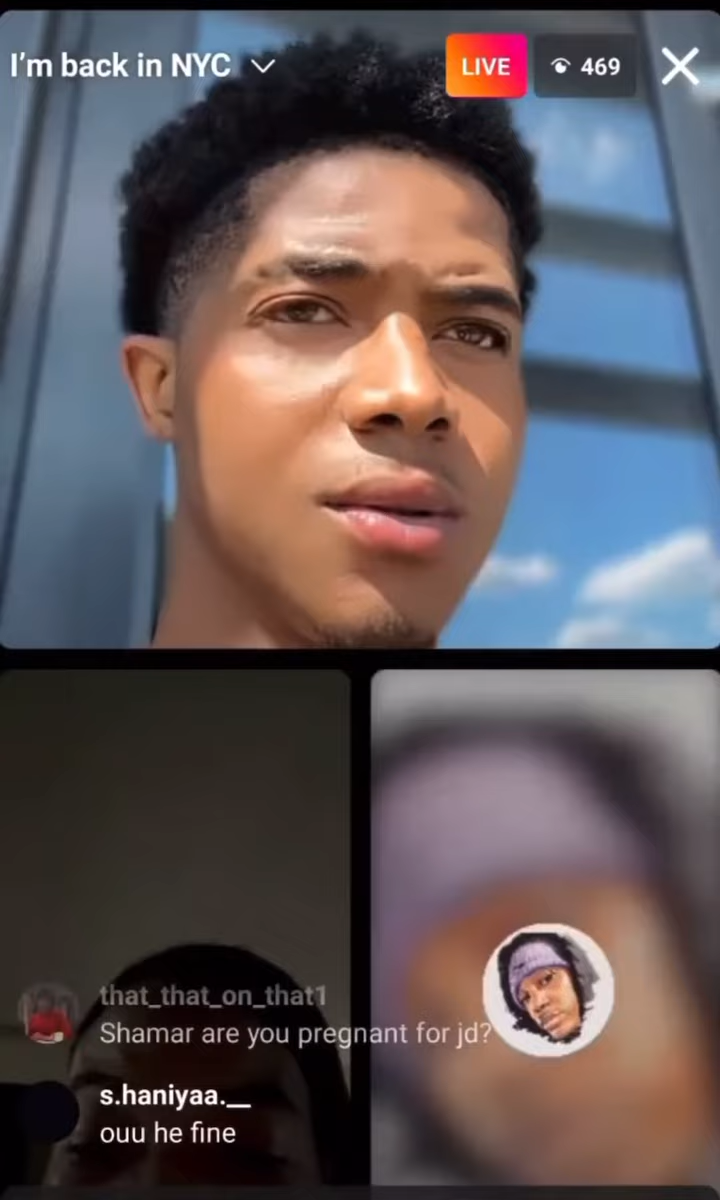 I’m back in NYC
LIVE
469
that_that_on_that1
Shamar are you pregnant for jd?
s.haniyaa.__
ouu he fine